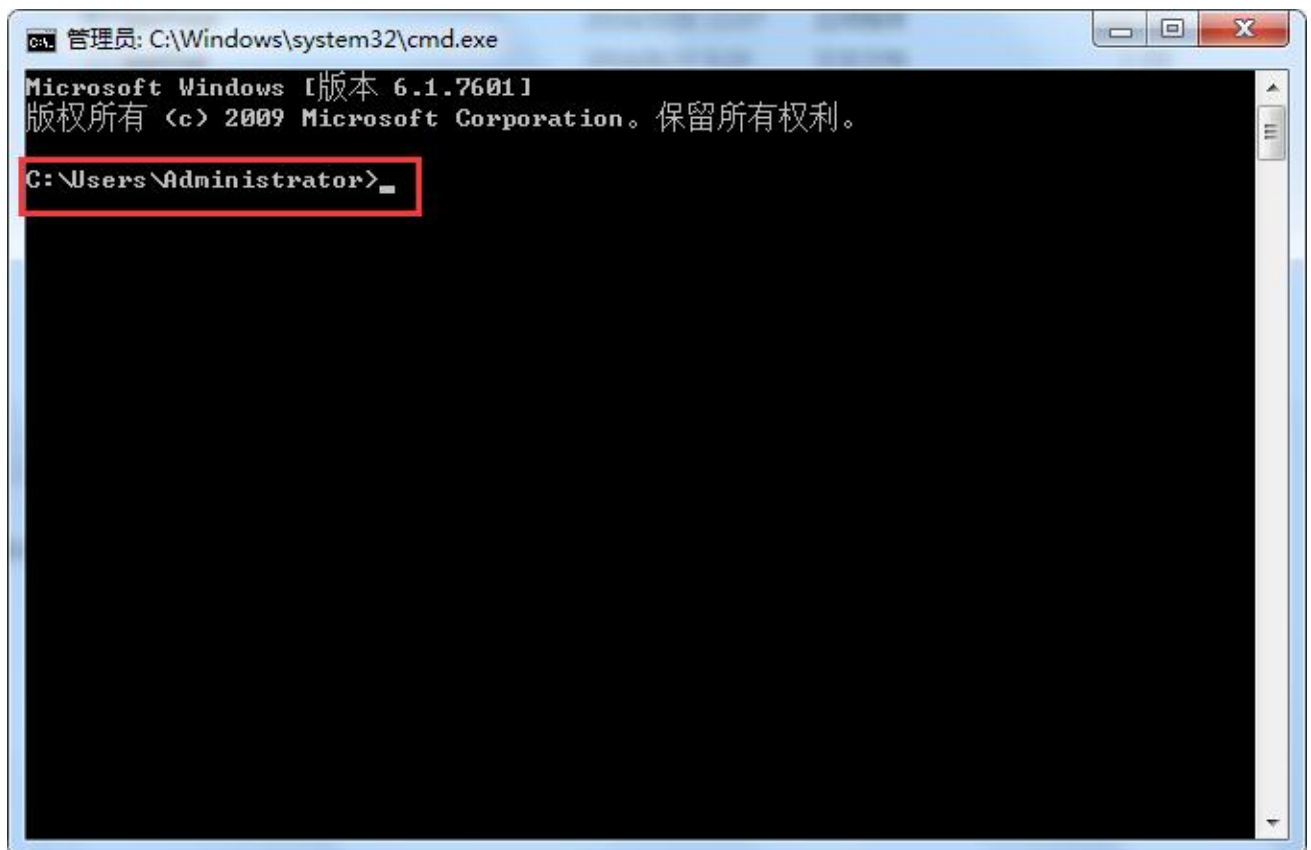 管理员: C:\Windows\system32\cmd.exe
Microsoft Windows [版本 6.1.7601]
版权所有 (c) 2009 Microsoft Corporation。保留所有权利。
C:\Users\Administrator>_